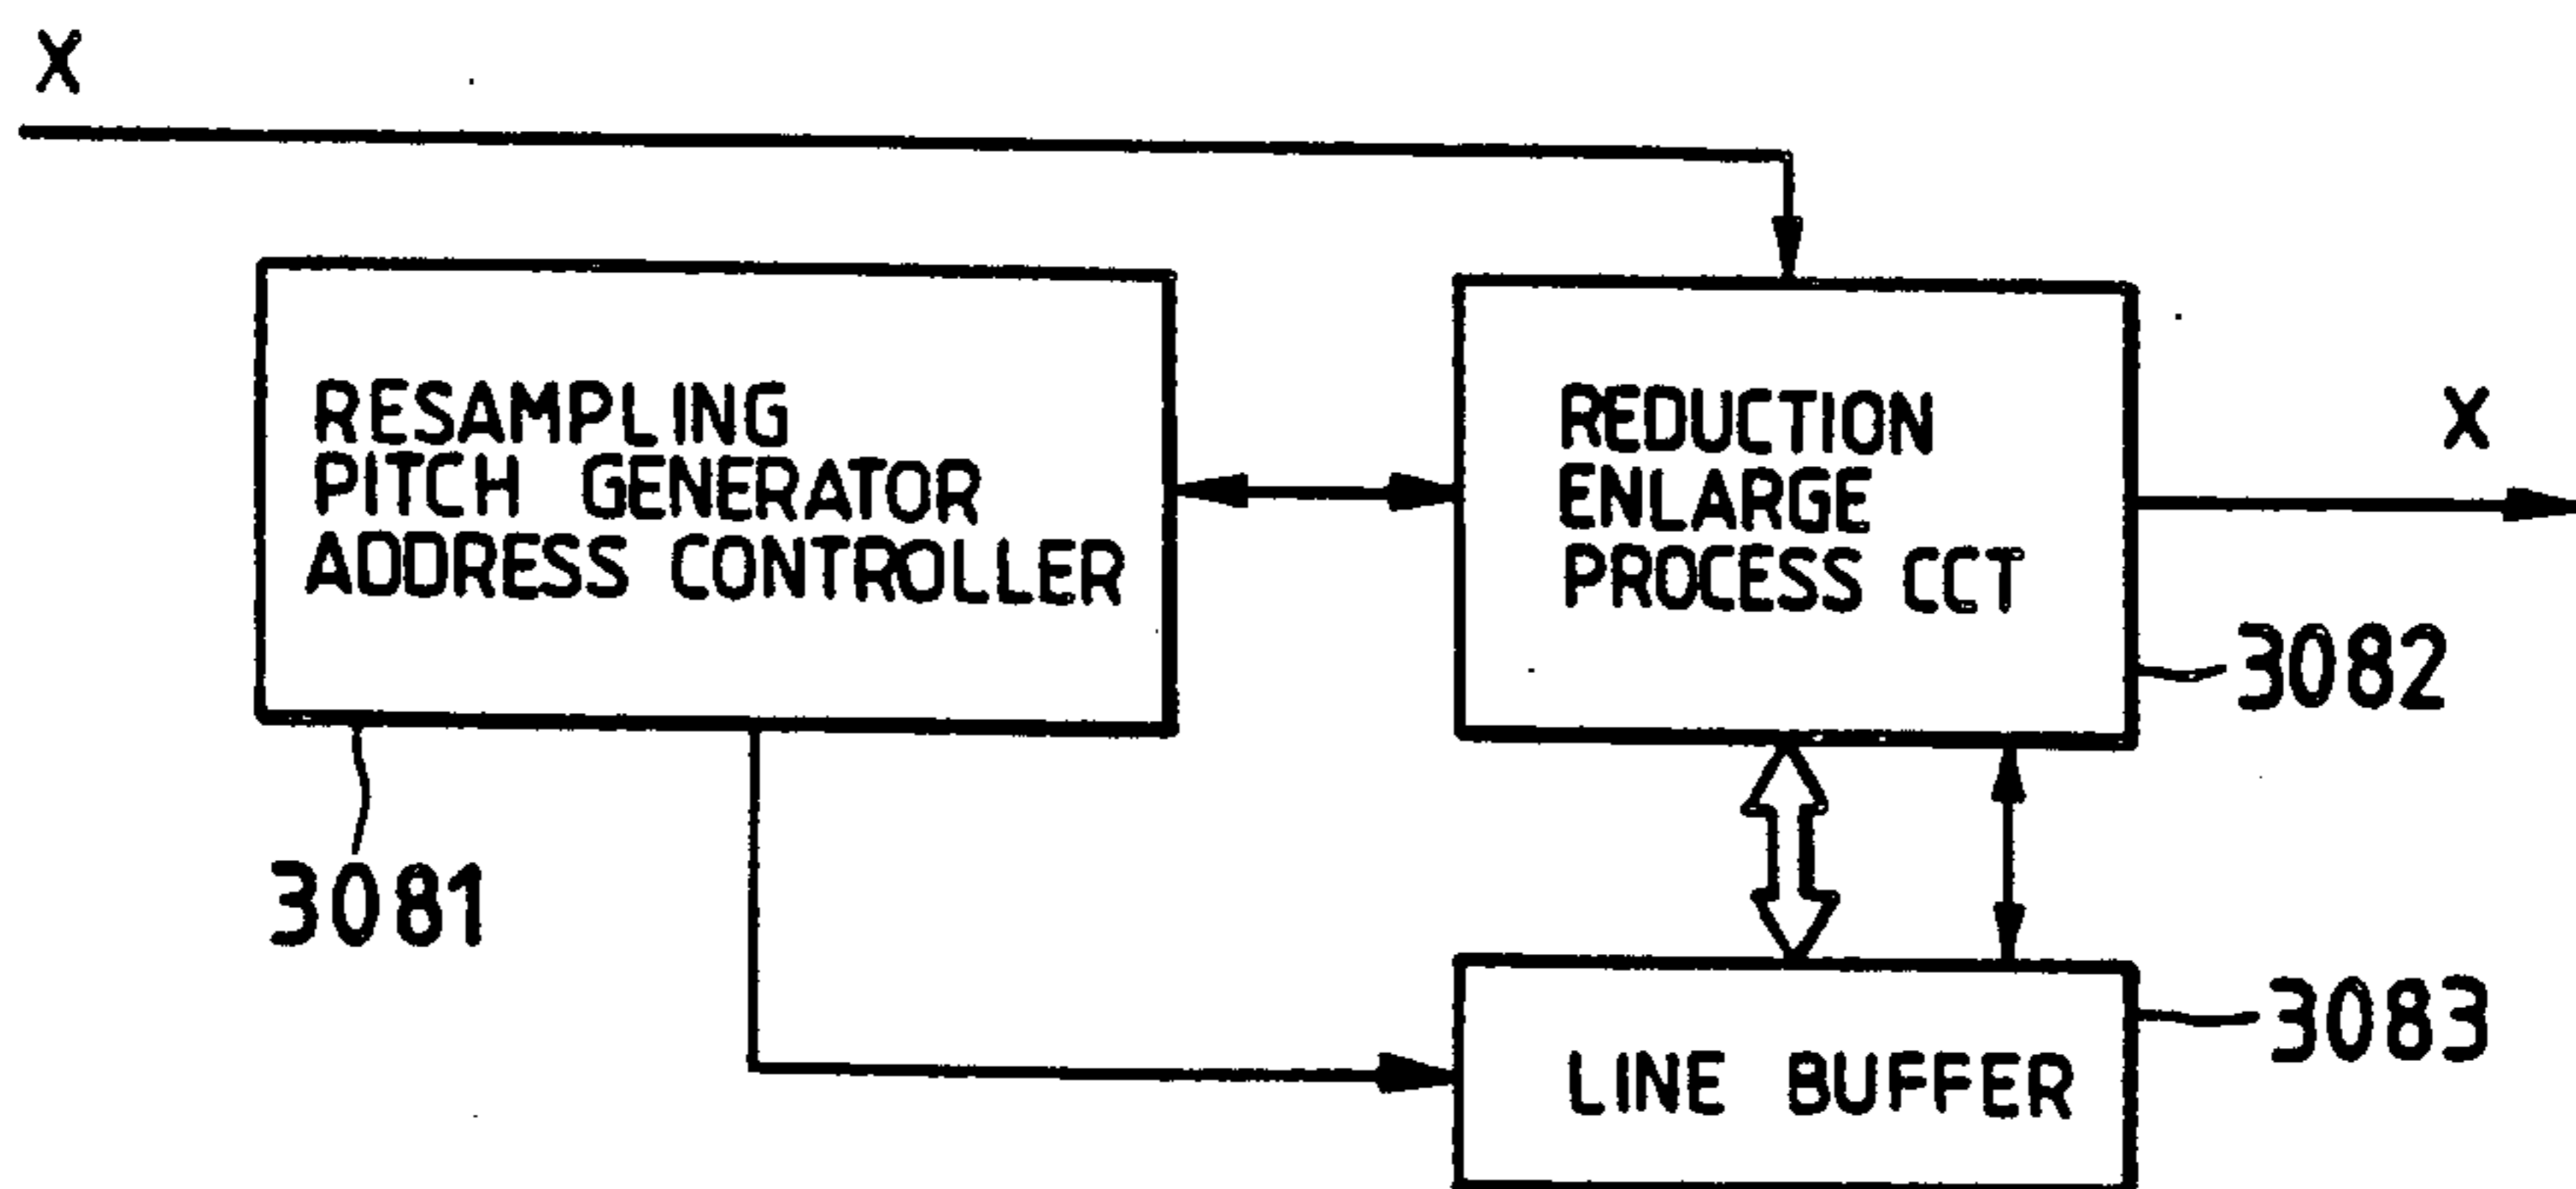 X
RESAMPLING
PITCH GENERATOR
ADDRESS CONTROLLER
3081
REDUCTION
ENLARGE
PROCESS CCT
3082
X
LINE BUFFER
3083